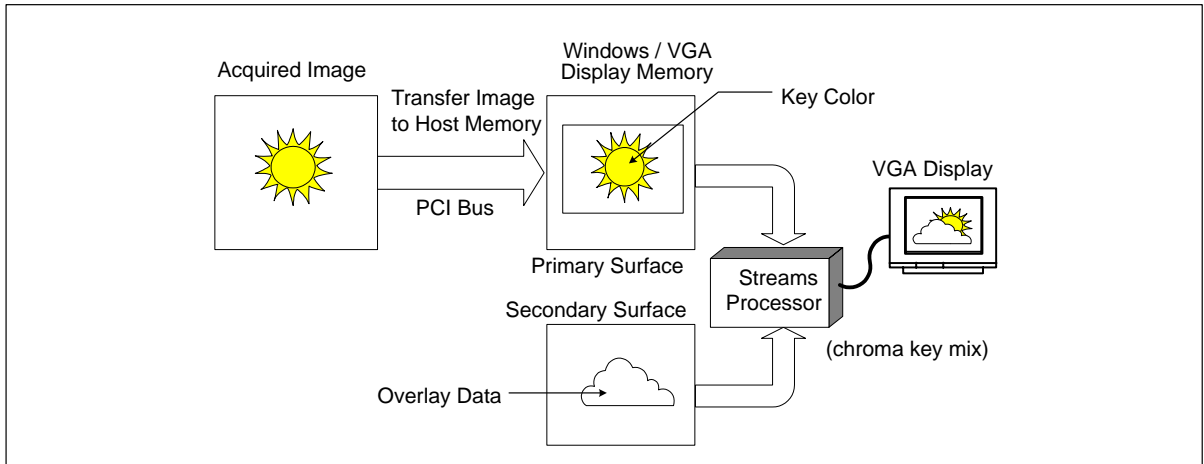 Acquired Image
Transfer Image
to Host Memory
PCI Bus
Windows / VGA
Display Memory
Key Color
Primary Surface
VGA Display
Streams
Processor
(chroma key mix)
Secondary Surface
Overlay Data